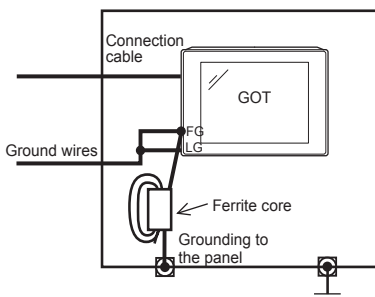 Connection
cable
GOT
FG
LG
Ground wires
Ferrite core
Grounding to
the panel